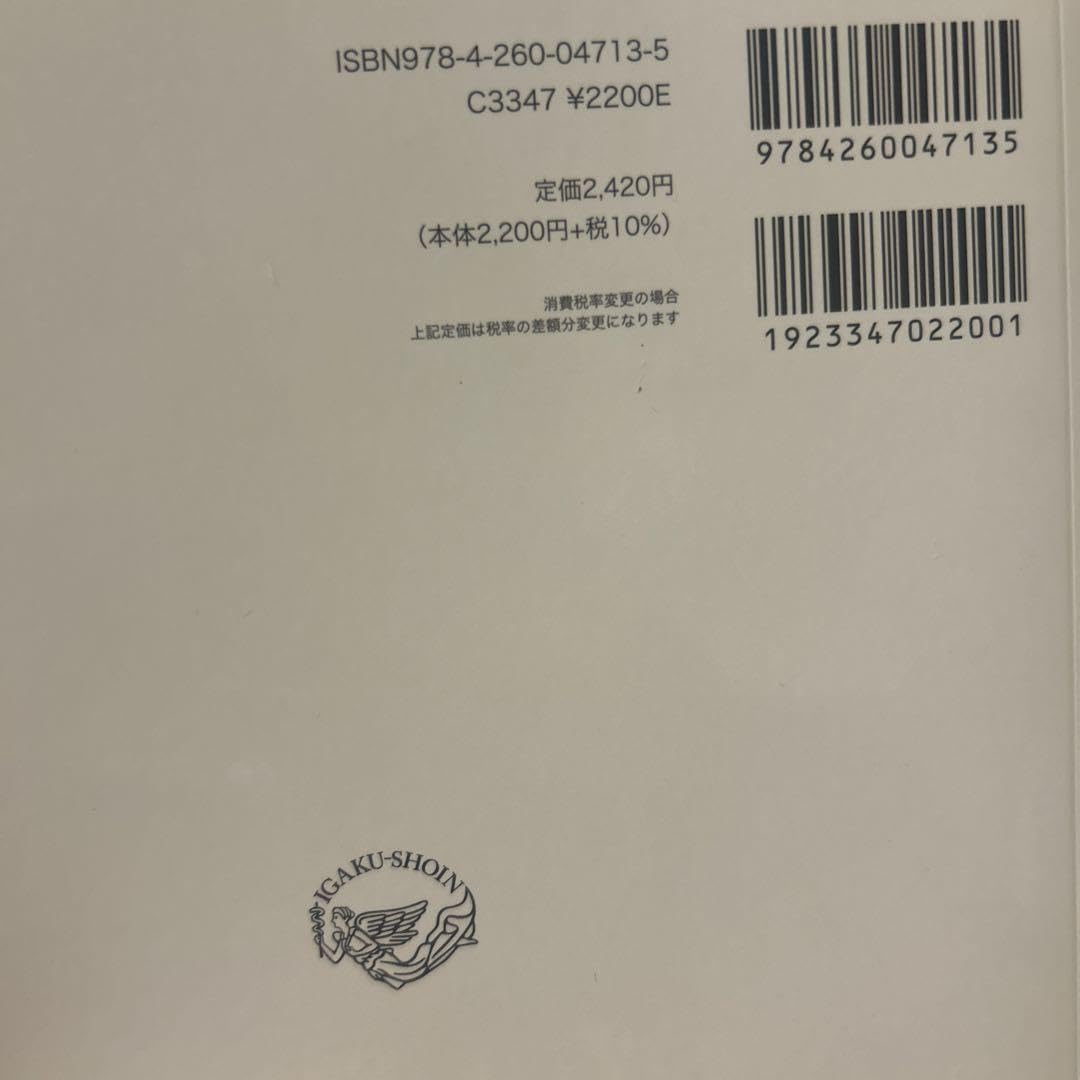 ISBN978-4-260-04713-5
C3347 ¥2200E
9784260047135
定価2,420円
（本体2,200円+税10%）
1923347022001
消費税率変更の場合
上記定価は税率の差額分変更になります
IGAKU-SHOIN